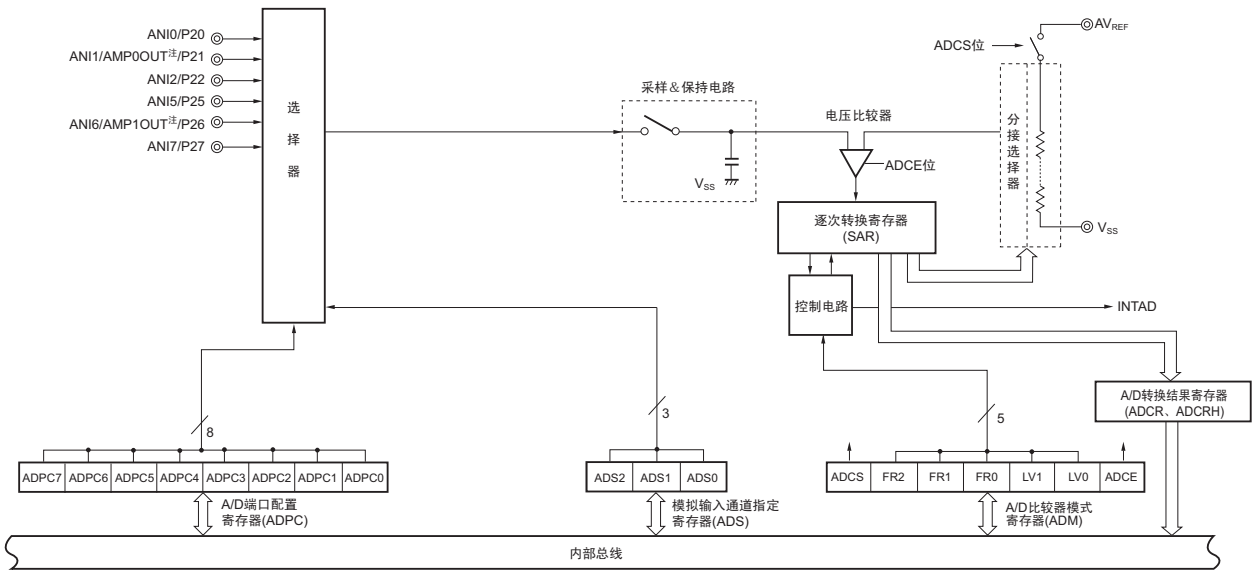 ANI0/P20
ANI1/AMP0OUT注/P21
ANI2/P22
ANI5/P25
ANI6/AMP1OUT注/P26
ANI7/P27
选择器
采样&保持电路
VSS
电压比较器
ADCE位
ADCS位
AVREF
分接选择器
VSS
逐次转换寄存器
(SAR)
控制电路
INTAD
A/D转换结果寄存器
(ADCR、ADCRH)
8
3
5
ADPC7 ADPC6 ADPC5 ADPC4 ADPC3 ADPC2 ADPC1 ADPC0
ADS2 ADS1 ADS0
ADCS FR2 FR1 FR0 LV1 LV0 ADCE
A/D端口配置
寄存器(ADPC)
模拟输入通道指定
寄存器(ADS)
A/D比较器模式
寄存器(ADM)
内部总线